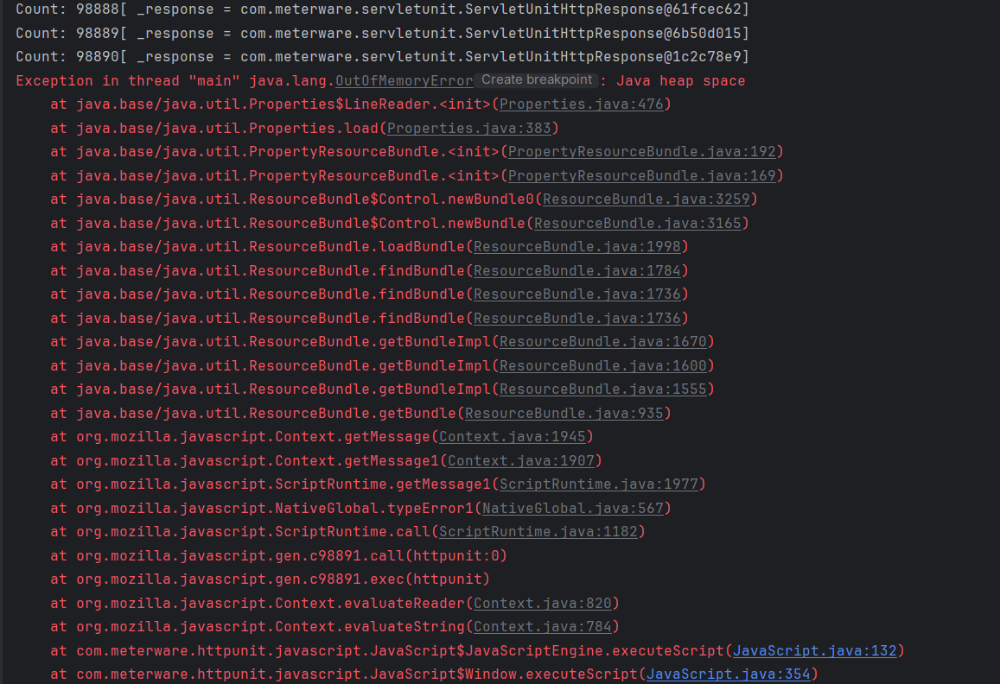 Count: 98888[ _response = com.meterware.servletunit.ServletUnitHttpResponse@61fcec62]
Count: 98889[ _response = com.meterware.servletunit.ServletUnitHttpResponse@6b50d015]
Count: 98890[ _response = com.meterware.servletunit.ServletUnitHttpResponse@1c2c78e9]
Exception in thread "main" java.lang.OutOfMemoryError Create breakpoint : Java heap space
    at java.base/java.util.Properties$LineReader.<init>(Properties.java:476)
    at java.base/java.util.Properties.load(Properties.java:383)
    at java.base/java.util.PropertyResourceBundle.<init>(PropertyResourceBundle.java:192)
    at java.base/java.util.PropertyResourceBundle.<init>(PropertyResourceBundle.java:169)
    at java.base/java.util.ResourceBundle$Control.newBundle0(ResourceBundle.java:3259)
    at java.base/java.util.ResourceBundle$Control.newBundle(ResourceBundle.java:3165)
    at java.base/java.util.ResourceBundle.loadBundle(ResourceBundle.java:1998)
    at java.base/java.util.ResourceBundle.findBundle(ResourceBundle.java:1784)
    at java.base/java.util.ResourceBundle.findBundle(ResourceBundle.java:1736)
    at java.base/java.util.ResourceBundle.findBundle(ResourceBundle.java:1736)
    at java.base/java.util.ResourceBundle.getBundleImpl(ResourceBundle.java:1670)
    at java.base/java.util.ResourceBundle.getBundleImpl(ResourceBundle.java:1600)
    at java.base/java.util.ResourceBundle.getBundleImpl(ResourceBundle.java:1555)
    at java.base/java.util.ResourceBundle.getBundle(ResourceBundle.java:935)
    at org.mozilla.javascript.Context.getMessage(Context.java:1945)
    at org.mozilla.javascript.Context.getMessage1(Context.java:1907)
    at org.mozilla.javascript.ScriptRuntime.getMessage1(ScriptRuntime.java:1977)
    at org.mozilla.javascript.NativeGlobal.typeError1(NativeGlobal.java:567)
    at org.mozilla.javascript.ScriptRuntime.call(ScriptRuntime.java:1182)
    at org.mozilla.javascript.gen.c98891.call(httpunit:0)
    at org.mozilla.javascript.gen.c98891.exec(httpunit)
    at org.mozilla.javascript.Context.evaluateReader(Context.java:820)
    at org.mozilla.javascript.Context.evaluateString(Context.java:784)
    at com.meterware.httpunit.javascript.JavaScript$JavaScriptEngine.executeScript(JavaScript.java:132)
    at com.meterware.httpunit.javascript.JavaScript$Window.executeScript(JavaScript.java:354)